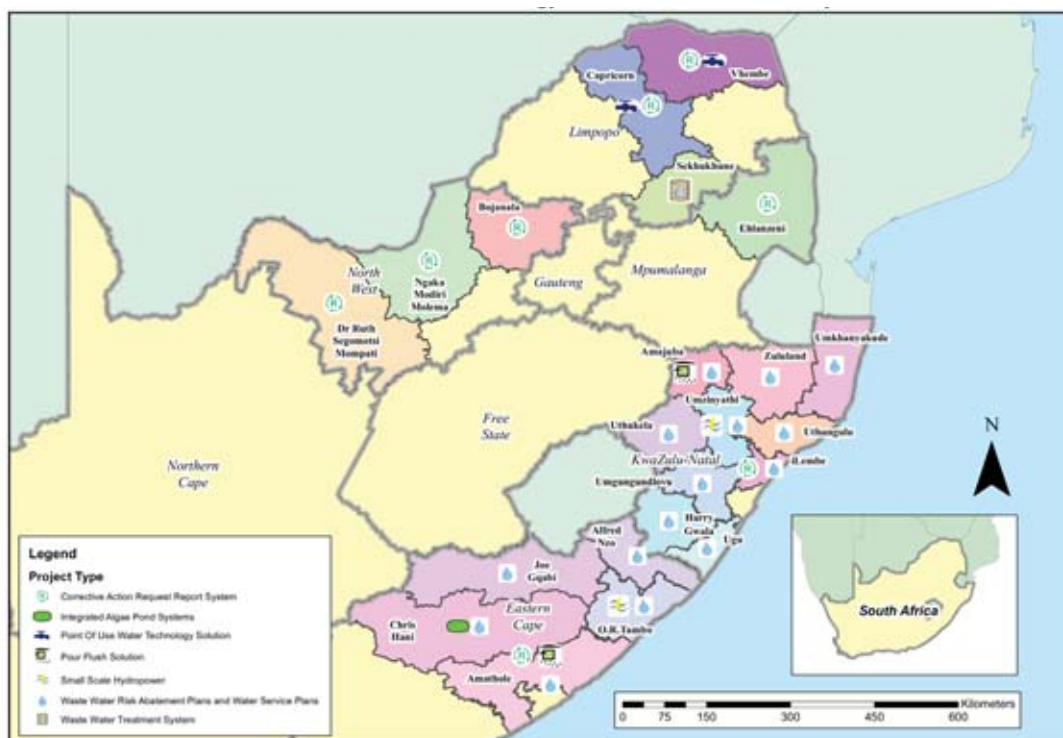 Capricorn
Vhembe
Limpopo
Sekhukhune
Bojanala
Ehlanzeni
North
West
Ngaka
Modiri
Molema
Gauteng
Mpumalanga
Dr Ruth
Segomotsi
Mompati
Umkhanyakude
Amajuba
Zululand
Umzinyathi
Free
State
Uthukela
Uthungulu
Northern
Cape
KwaZulu-Natal
iLembe
N
Umgungundlovu
Harry
Gwala
Ugu
Alfred
Nzo
Joe
Gqabi
Eastern
Cape
Chris
Hani
O.R.Tambo
Amathole
South Africa
Legend
Project Type
Corrective Action Request Report System
Integrated Algae Pond Systems
Point Of Use Water Technology Solution
Pour Flush Solution
Small Scale Hydropower
Waste Water Risk Abatement Plans and Water Service Plans
Waste Water Treatment System
Kilometers
0 75 150 300 450 600